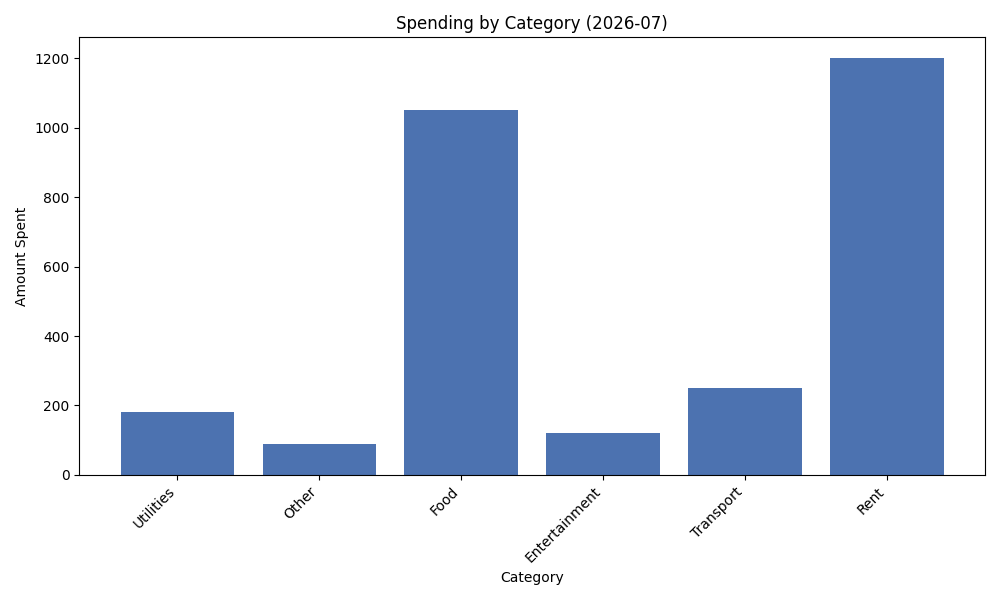 Spending by Category (2026-07)
Amount Spent
1200
1000
800
600
400
200
0
Utilities
Other
Food
Entertainment
Transport
Rent
Category